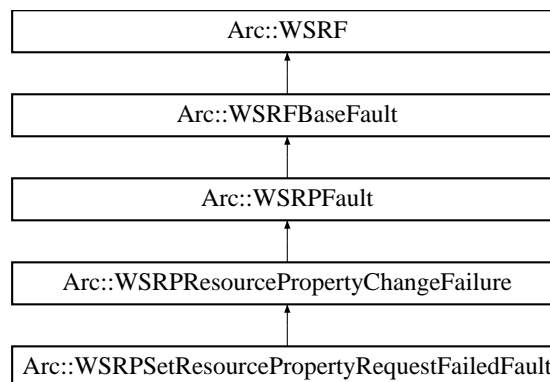 Arc::WSRF
Arc::WSRFBaseFault
Arc::WSRPFault
Arc::WSRPResourcePropertyChangeFailure
Arc::WSRPSetResourcePropertyRequestFailedFault